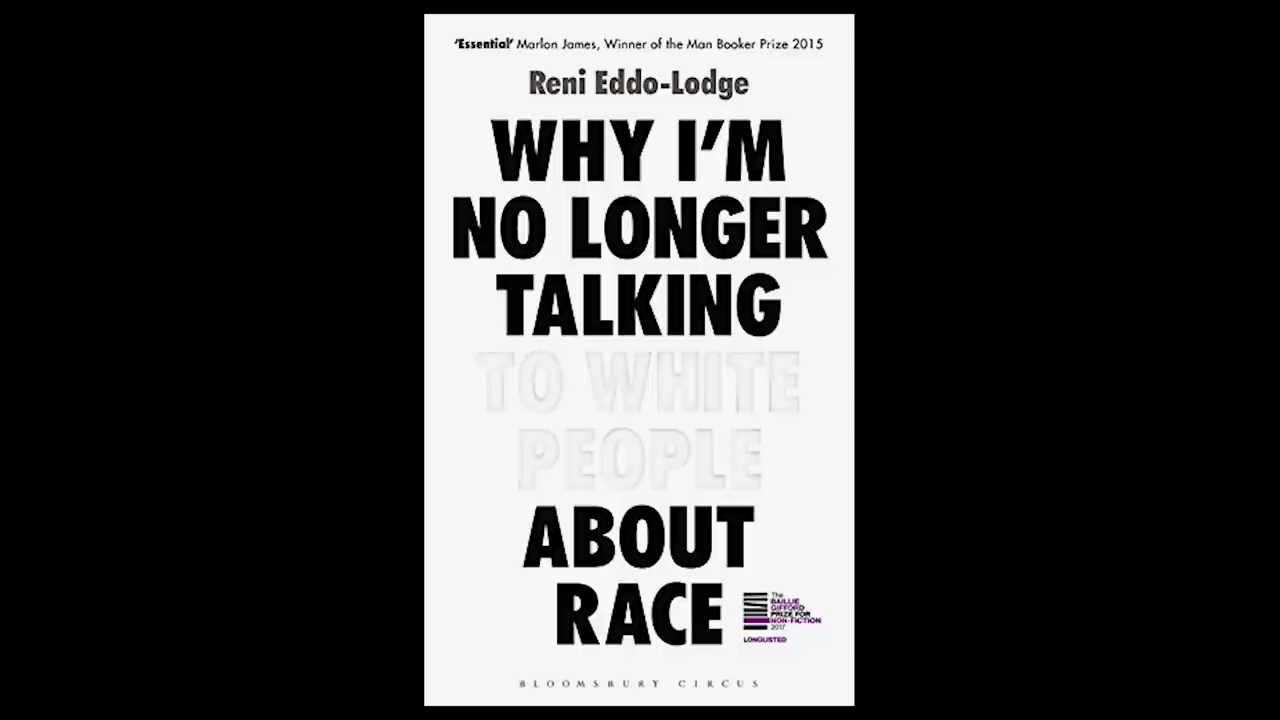 'Essential' Marlon James, Winner of the Man Booker Prize 2015
Reni Eddo-Lodge
WHY I'M
NO LONGER
TALKING
TO WHITE
PEOPLE
ABOUT
RACE
The
BAILLIE
GIFFORD
PRIZE FOR
NON-FICTION
2017
LONGLISTED
BLOOMSBURY CIRCUS